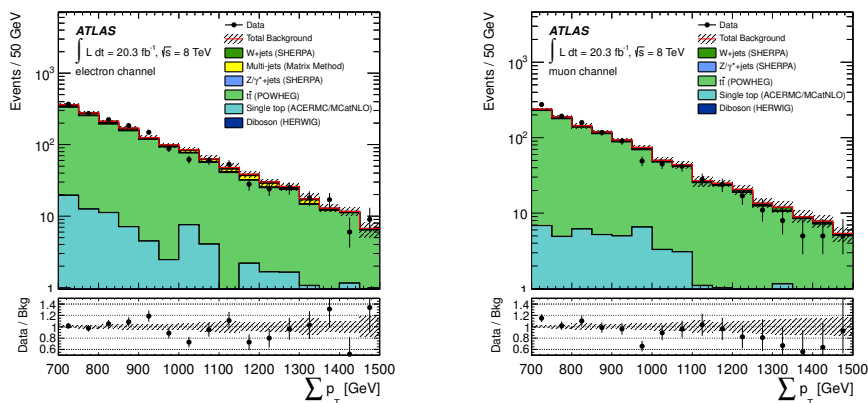 Events / 50 GeV
10³
10²
10
1
ATLAS
∫ L dt = 20.3 fb⁻¹, √s = 8 TeV
electron channel
Data
Total Background
W+jets (SHERPA)
Multi-jets (Matrix Method)
Z/γ*+jets (SHERPA)
tt̄ (POWHEG)
Single top (ACERMC/MCatNLO)
Diboson (HERWIG)
Data / Bkg
1.4
1.2
1
0.8
0.6
700 800 900 1000 1100 1200 1300 1400 1500
∑ p_T [GeV]
Events / 50 GeV
10³
10²
10
1
ATLAS
∫ L dt = 20.3 fb⁻¹, √s = 8 TeV
muon channel
Data
Total Background
W+jets (SHERPA)
Z/γ*+jets (SHERPA)
tt̄ (POWHEG)
Single top (ACERMC/MCatNLO)
Diboson (HERWIG)
Data / Bkg
1.4
1.2
1
0.8
0.6
700 800 900 1000 1100 1200 1300 1400 1500
∑ p_T [GeV]